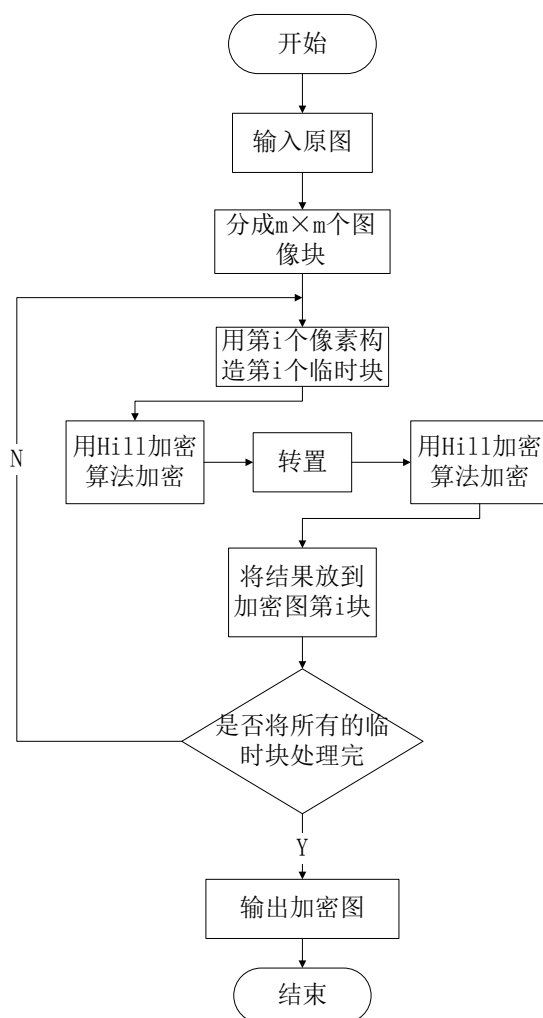 开始
输入原图
分成m×m个图
像块
用第i个像素构
造第i个临时块
用Hill加密
算法加密
转置
用Hill加密
算法加密
N
将结果放到
加密图第i块
是否将所有的临
时块处理完
Y
输出加密图
结束